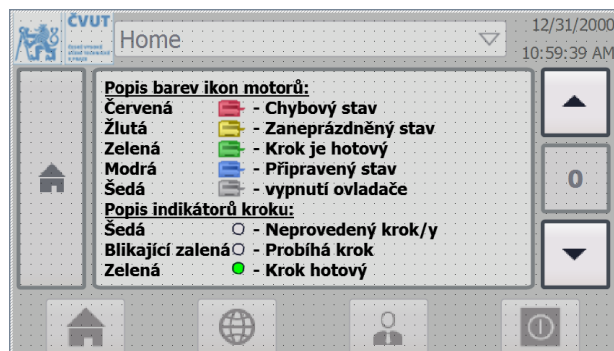 ČVUT
Home
12/31/2000
10:59:39 AM
Popis barev ikon motorů:
Červená - Chybový stav
Žlutá - Zaneprázdněný stav
Zelená - Krok je hotový
Modrá - Připravený stav
Šedá - vypnutí ovladače
Popis indikátorů kroku:
Šedá - Neprovedený krok/y
Blikající zalená - Probíhá krok
Zelená - Krok hotový
0